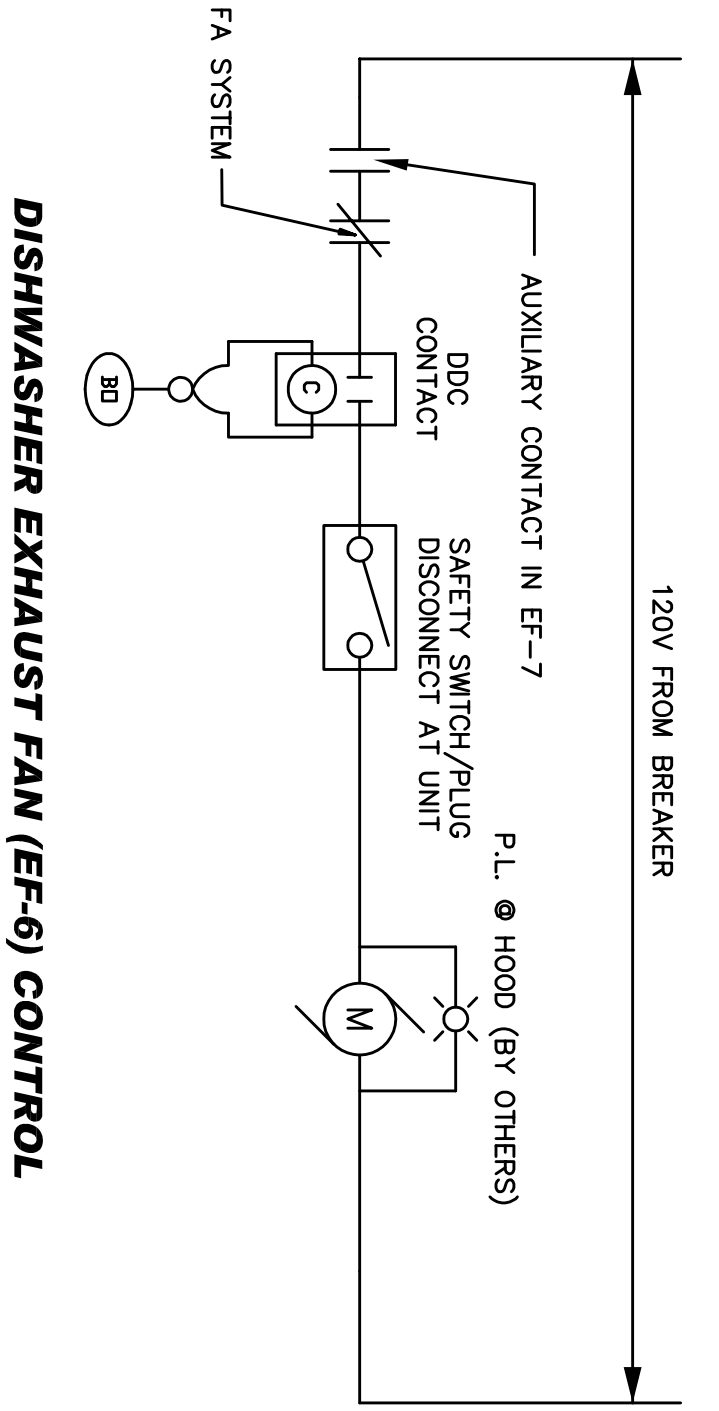 120V FROM BREAKER
AUXILIARY CONTACT IN EF-7
P.L. @ HOOD (BY OTHERS)
DDC
CONTACT
SAFETY SWITCH/PLUG
DISCONNECT AT UNIT
M
C
FA SYSTEM
BO
DISHWASHER EXHAUST FAN (EF-6) CONTROL